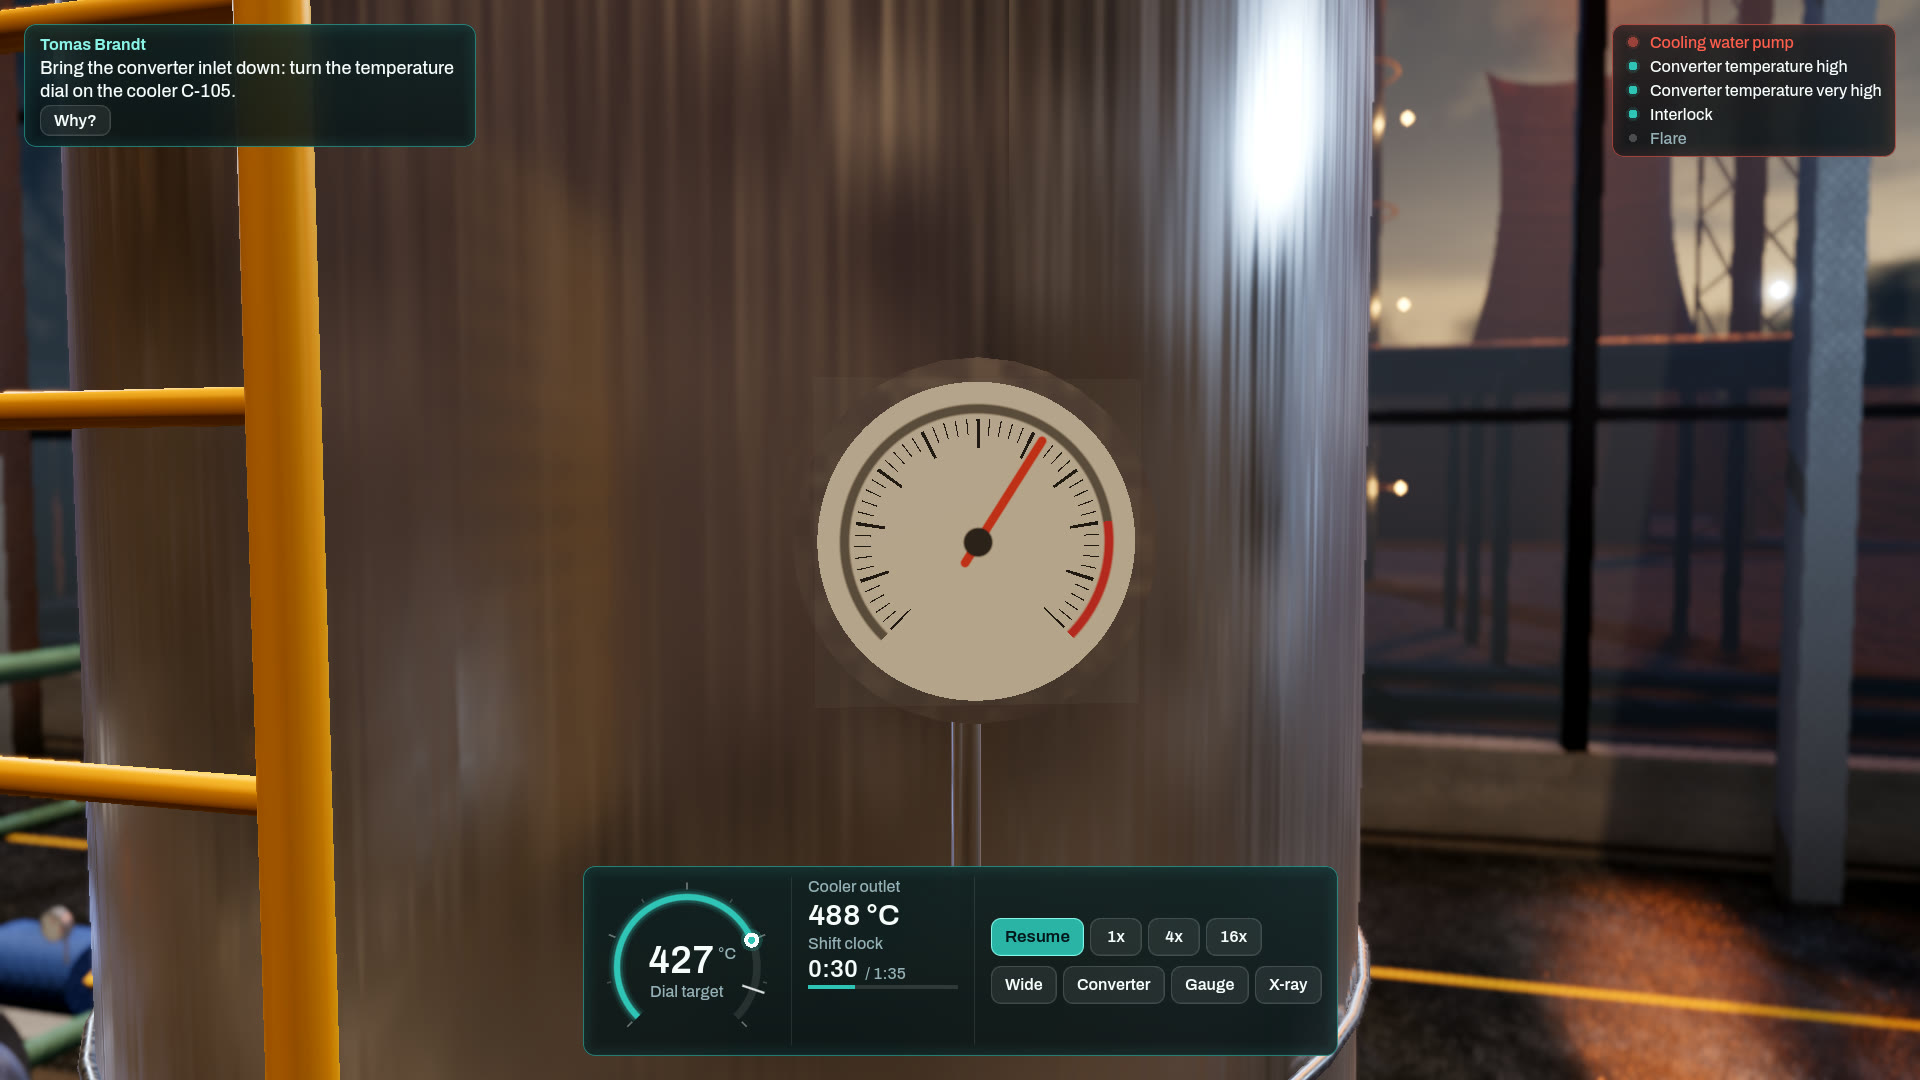 Tomas Brandt
Bring the converter inlet down: turn the temperature
dial on the cooler C-105.
Why?
Cooling water pump
Converter temperature high
Converter temperature very high
Interlock
Flare
427 °C
Dial target
Cooler outlet
488 °C
Shift clock
0:30 / 1:35
Resume
1x
4x
16x
Wide
Converter
Gauge
X-ray